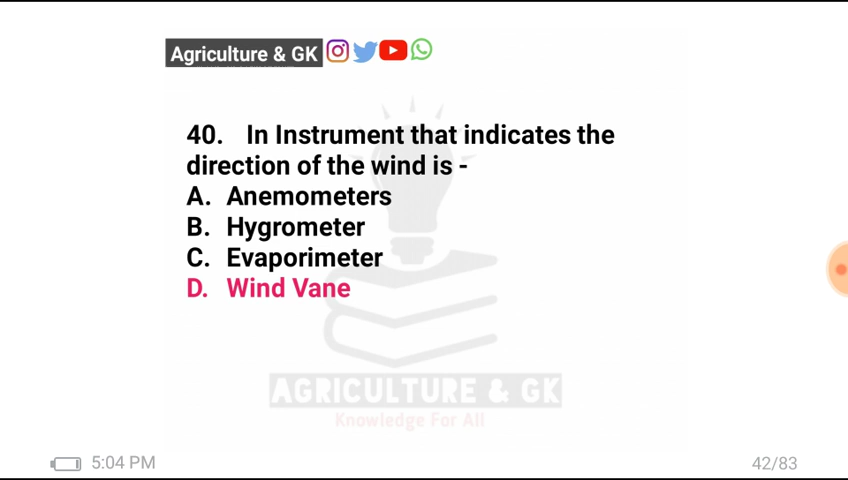 Agriculture & GK
40. In Instrument that indicates the
direction of the wind is -
A. Anemometers
B. Hygrometer
C. Evaporimeter
D. Wind Vane
AGRICULTURE & GK
Knowledge For All
5:04 PM
42/83